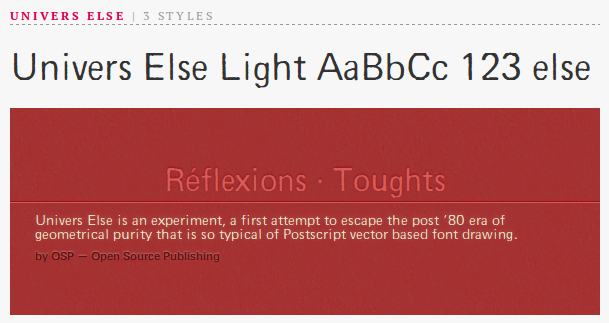 UNIVERS ELSE | 3 STYLES
Univers Else Light AaBbCc 123 else
Réflexions · Toughts
Univers Else is an experiment, a first attempt to escape the post ’80 era of
geometrical purity that is so typical of Postscript vector based font drawing.
by OSP — Open Source Publishing